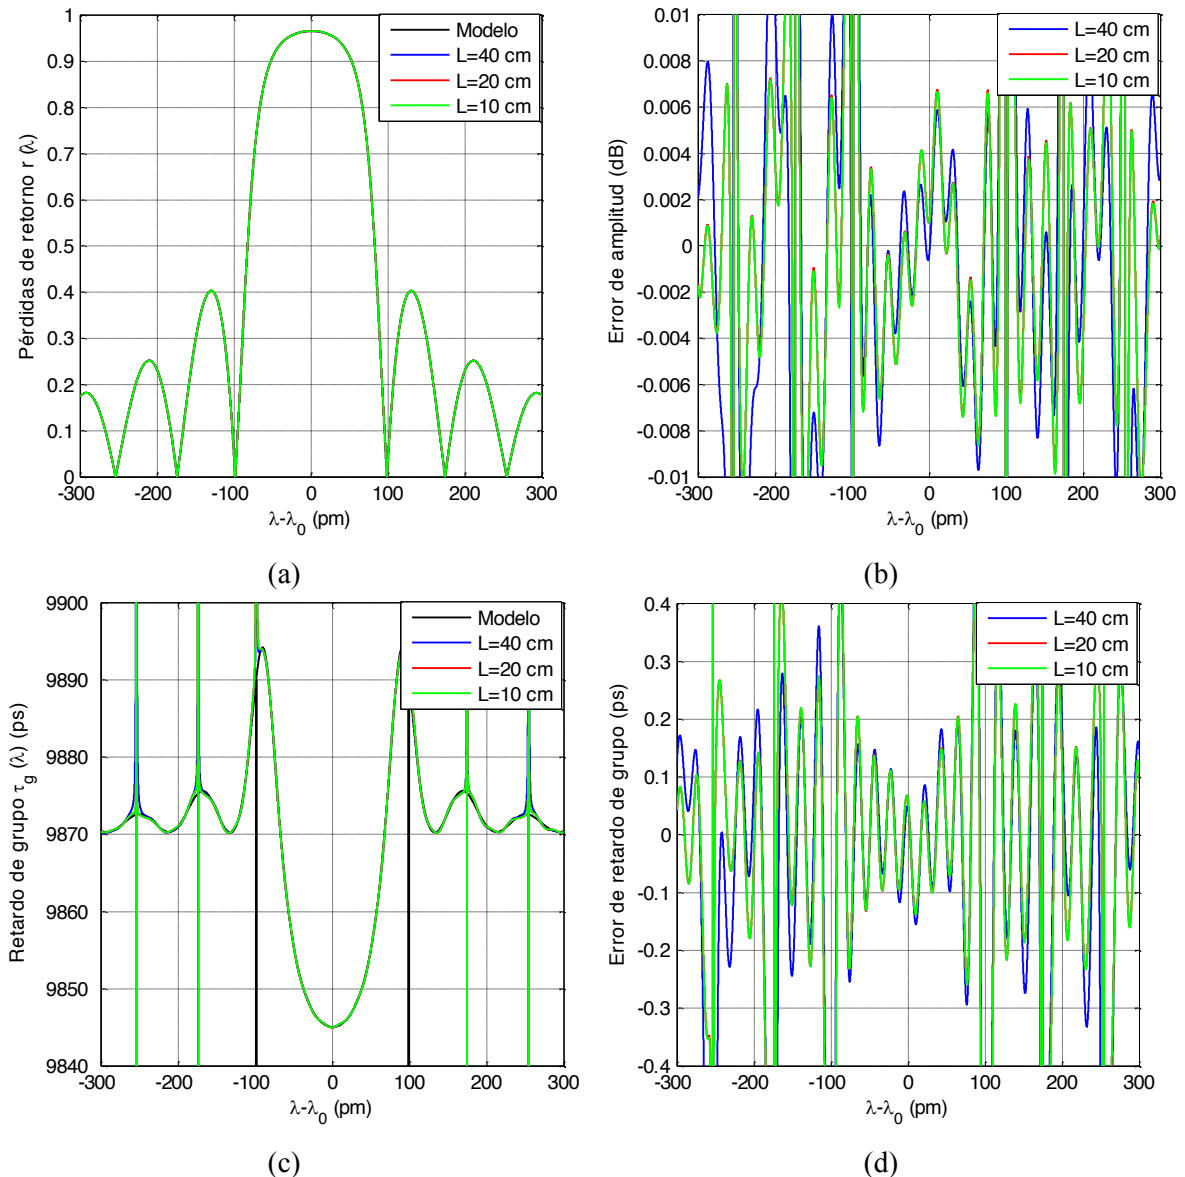 1
0.9
0.8
0.7
0.6
0.5
0.4
0.3
0.2
0.1
0
-300
-200
-100
0
100
200
300
Pérdidas de retorno r (λ)
λ-λ0 (pm)
Modelo
L=40 cm
L=20 cm
L=10 cm
(a)
0.01
0.008
0.006
0.004
0.002
0
-0.002
-0.004
-0.006
-0.008
-0.01
-300
-200
-100
0
100
200
300
Error de amplitud (dB)
λ-λ0 (pm)
L=40 cm
L=20 cm
L=10 cm
(b)
9900
9890
9880
9870
9860
9850
9840
-300
-200
-100
0
100
200
300
Retardo de grupo τg (λ) (ps)
λ-λ0 (pm)
Modelo
L=40 cm
L=20 cm
L=10 cm
(c)
0.4
0.3
0.2
0.1
0
-0.1
-0.2
-0.3
-0.4
-300
-200
-100
0
100
200
300
Error de retardo de grupo (ps)
λ-λ0 (pm)
L=40 cm
L=20 cm
L=10 cm
(d)